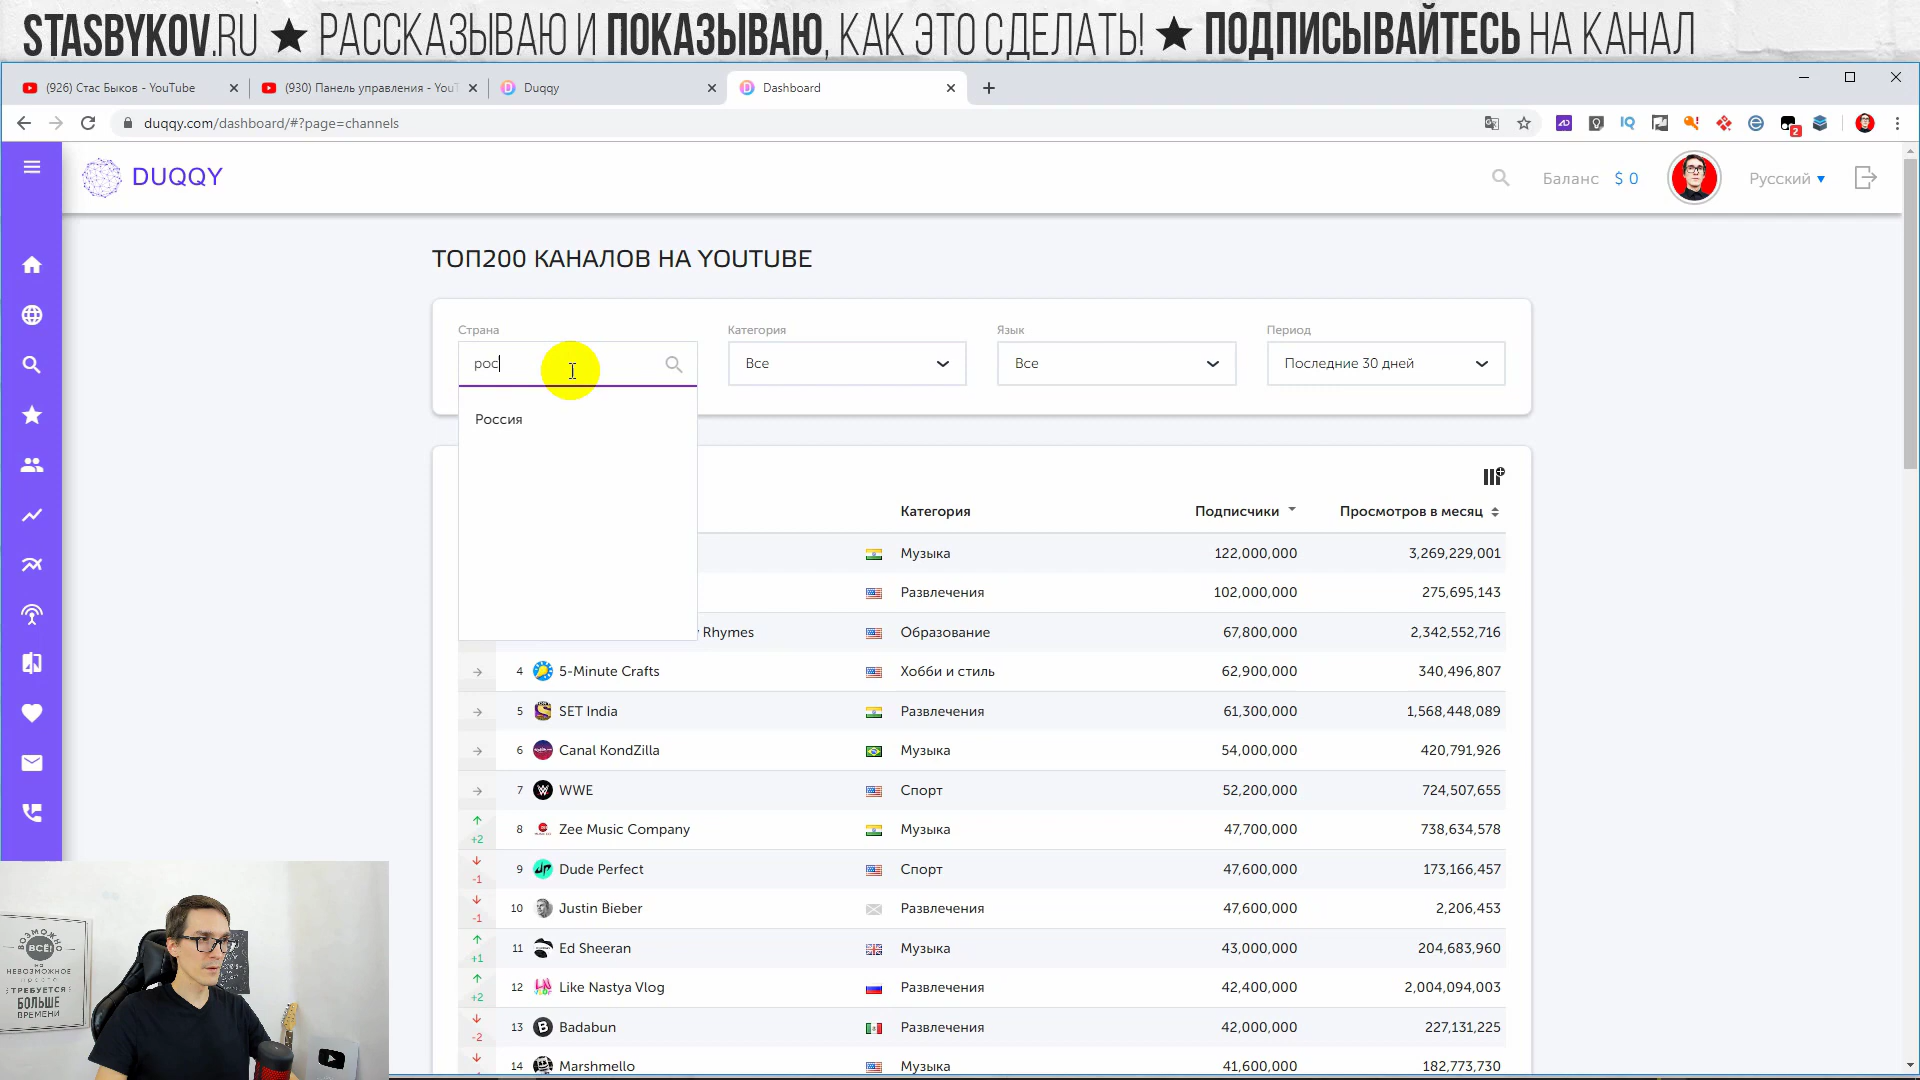 STASBYKOV.RU ★ РАССКАЗЫВАЮ И ПОКАЗЫВАЮ, КАК ЭТО СДЕЛАТЬ! ★ ПОДПИСЫВАЙТЕСЬ НА КАНАЛ
(926) Стас Быков - YouTube
(930) Панель управления - YouT
Duqqy
Dashboard
duqqy.com/dashboard/#?page=channels
2
DUQQY
Баланс $ 0
Русский
ТОП200 КАНАЛОВ НА YOUTUBE
Страна Категория Язык Период
рос Все Все Последние 30 дней
Россия
Категория Подписчики Просмотров в месяц
Музыка 122,000,000 3,269,229,001
Развлечения 102,000,000 275,695,143
Rhymes Образование 67,800,000 2,342,552,716
4 5-Minute Crafts Хобби и стиль 62,900,000 340,496,807
5 SET India Развлечения 61,300,000 1,568,448,089
6 Canal KondZilla Музыка 54,000,000 420,791,926
7 WWE Спорт 52,200,000 724,507,655
+2 8 Zee Music Company Музыка 47,700,000 738,634,578
-1 9 Dude Perfect Спорт 47,600,000 173,166,457
-1 10 Justin Bieber Развлечения 47,600,000 2,206,453
+1 11 Ed Sheeran Музыка 43,000,000 204,683,960
+2 12 Like Nastya Vlog Развлечения 42,400,000 2,004,094,003
-2 13 Badabun Развлечения 42,000,000 227,131,225
14 Marshmello Музыка 41,600,000 182,773,730
ВОЗМОЖНО
ВСЁ!
НЕВОЗМОЖНОЕ
ПРОСТО
ТРЕБУЕТСЯ
БОЛЬШЕ
ВРЕМЕНИ